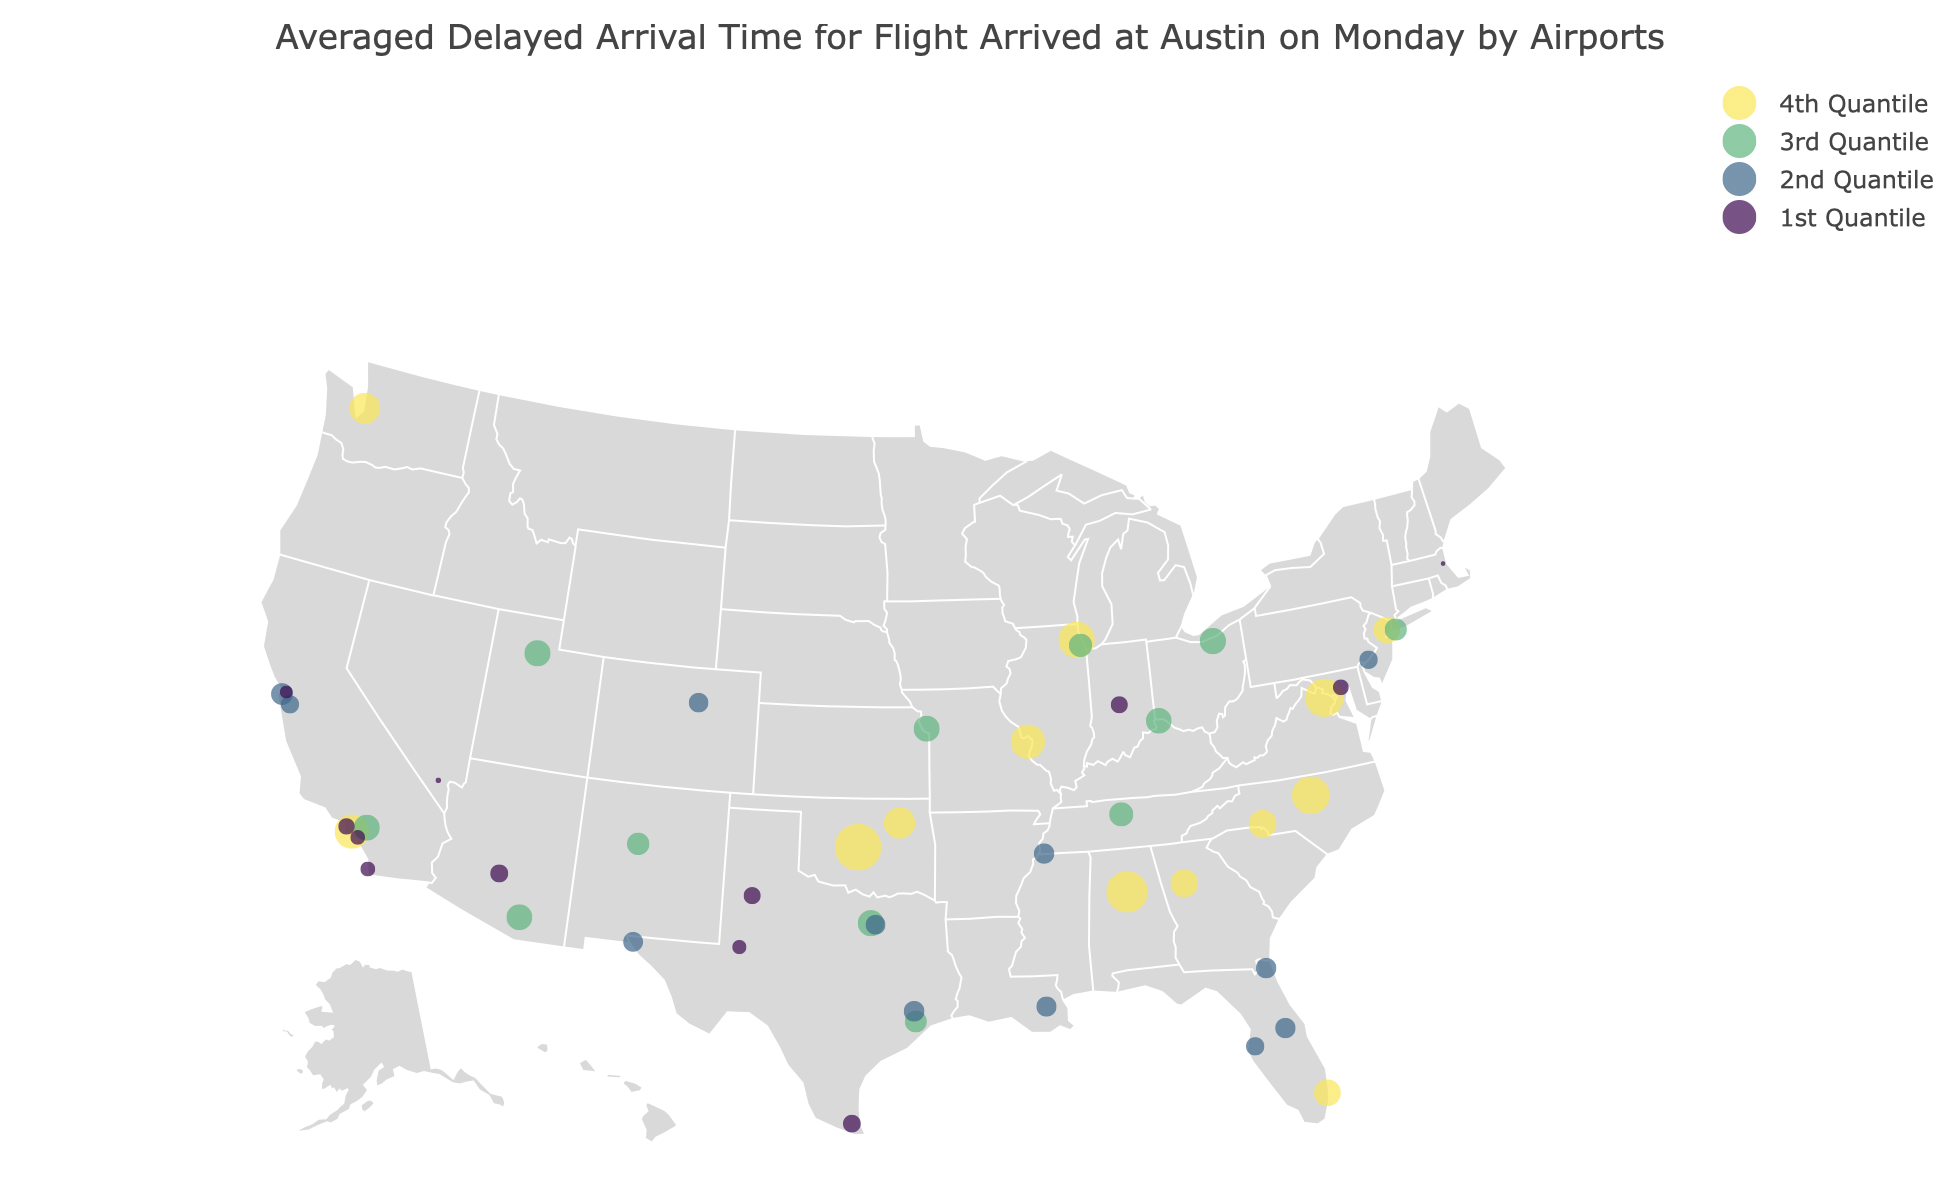 Averaged Delayed Arrival Time for Flight Arrived at Austin on Monday by Airports
4th Quantile
3rd Quantile
2nd Quantile
1st Quantile